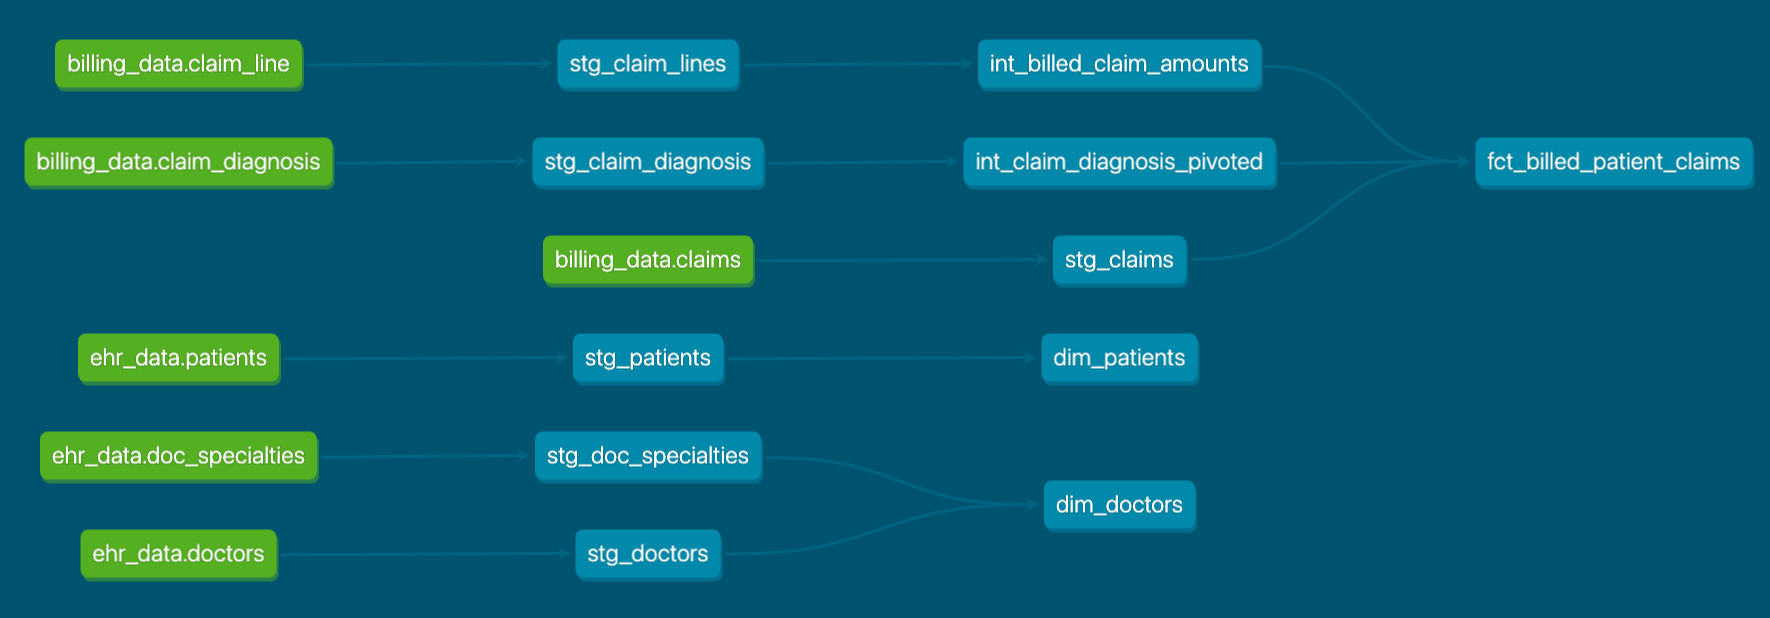 billing_data.claim_line
stg_claim_lines
int_billed_claim_amounts
billing_data.claim_diagnosis
stg_claim_diagnosis
int_claim_diagnosis_pivoted
fct_billed_patient_claims
billing_data.claims
stg_claims
ehr_data.patients
stg_patients
dim_patients
ehr_data.doc_specialties
stg_doc_specialties
dim_doctors
ehr_data.doctors
stg_doctors